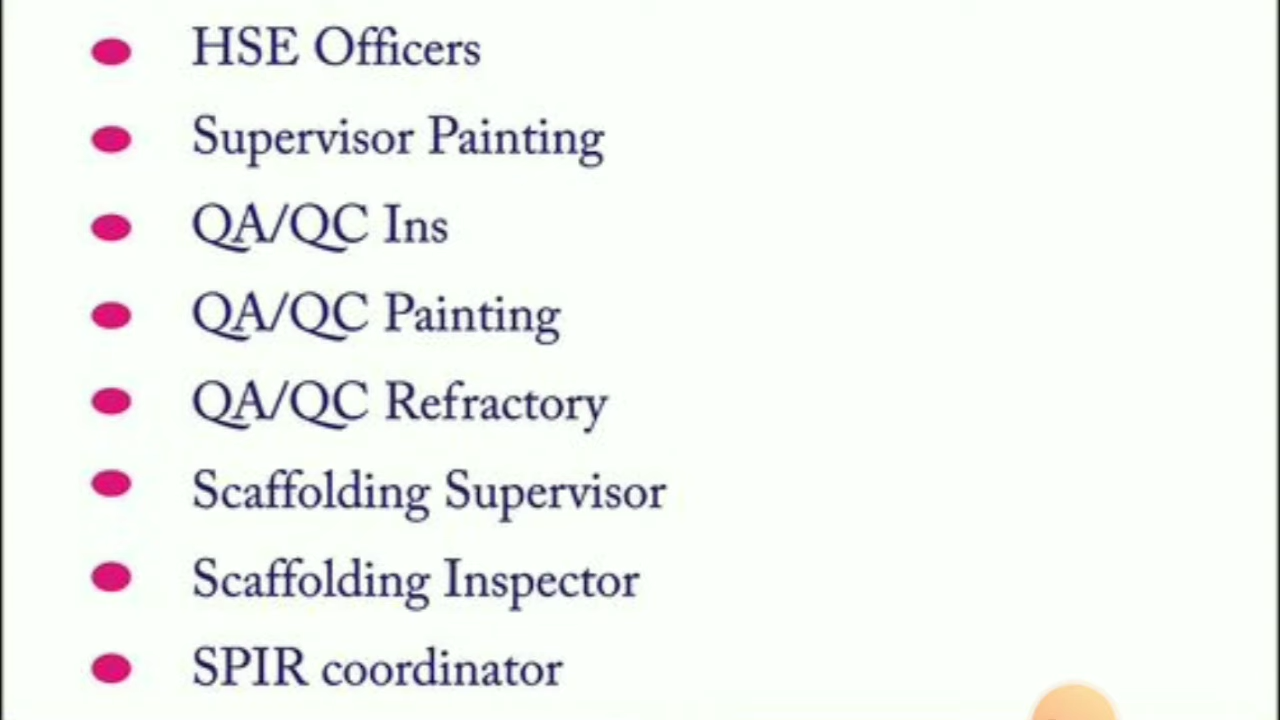 HSE Officers
Supervisor Painting
QA/QC Ins
QA/QC Painting
QA/QC Refractory
Scaffolding Supervisor
Scaffolding Inspector
SPIR coordinator